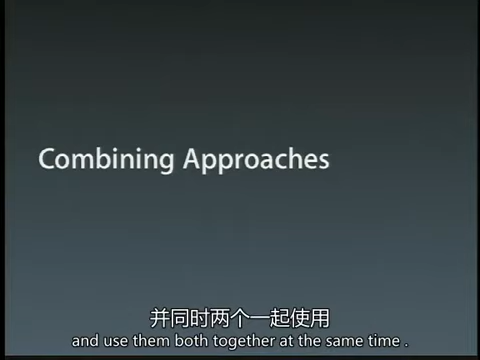 Combining Approaches
并同时两个一起使用
and use them both together at the same time .